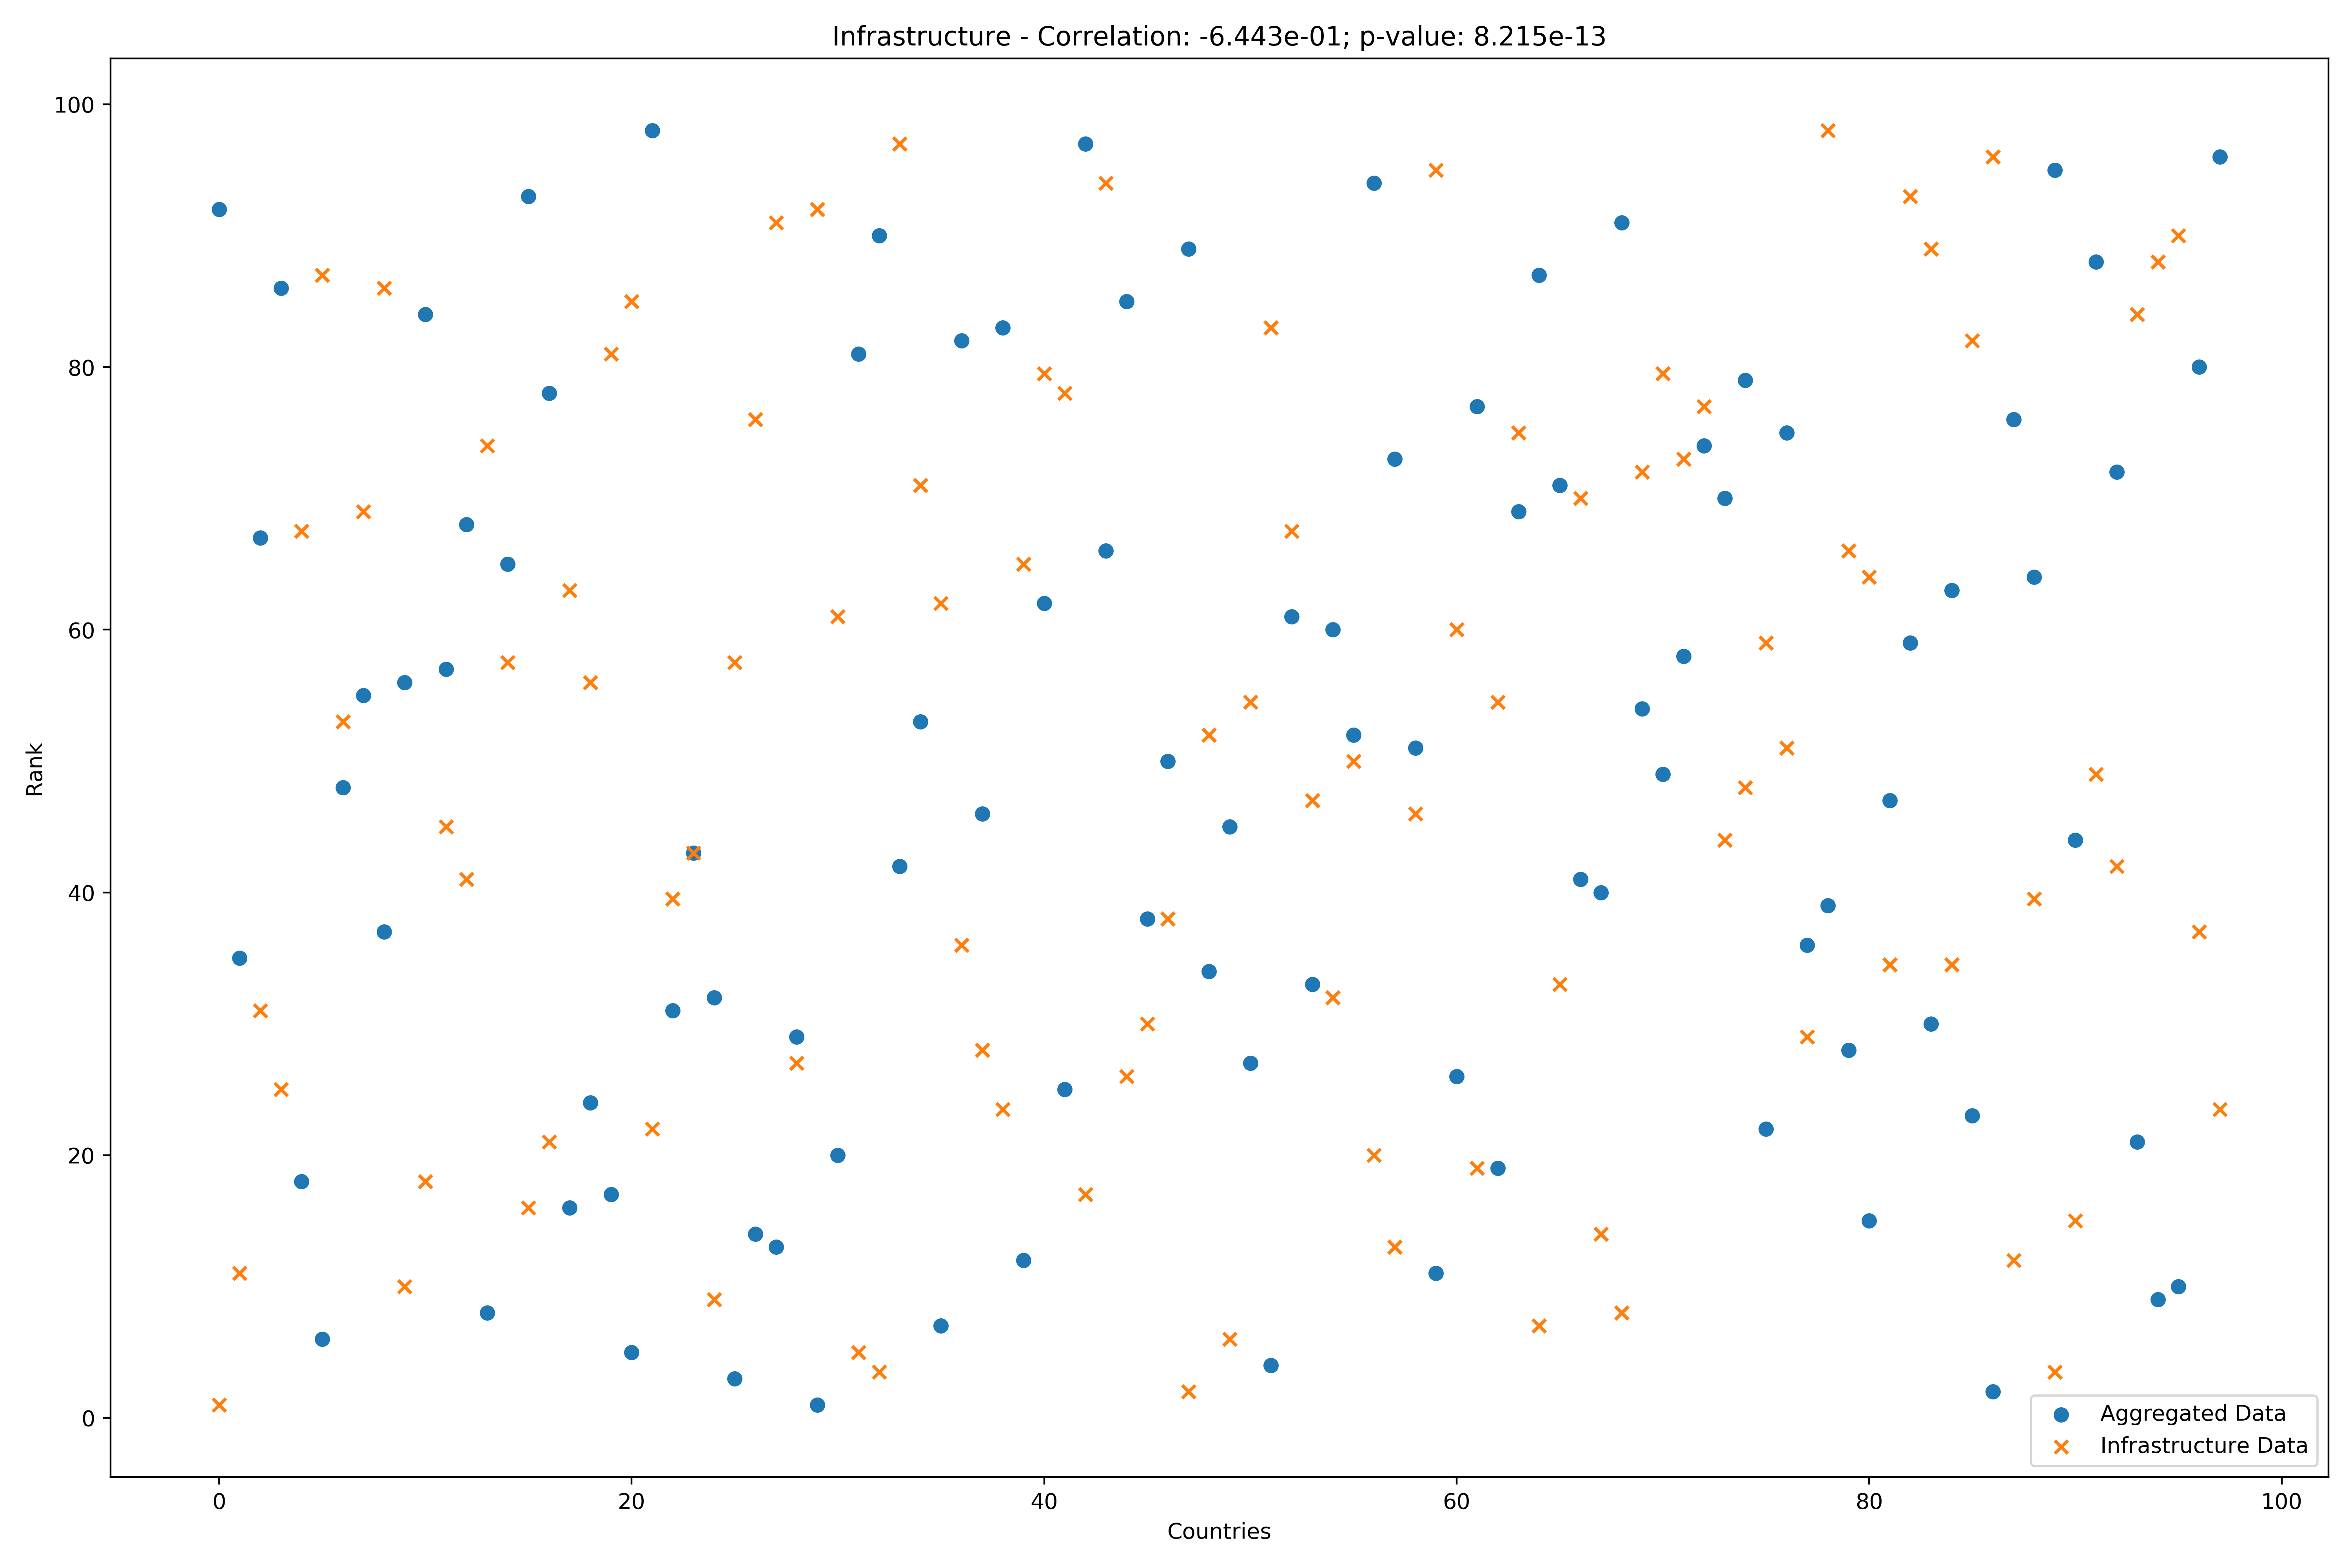 Infrastructure - Correlation: -6.443e-01; p-value: 8.215e-13
100
80
60
40
20
0
Rank
0 20 40 60 80 100
Countries
Aggregated Data
Infrastructure Data